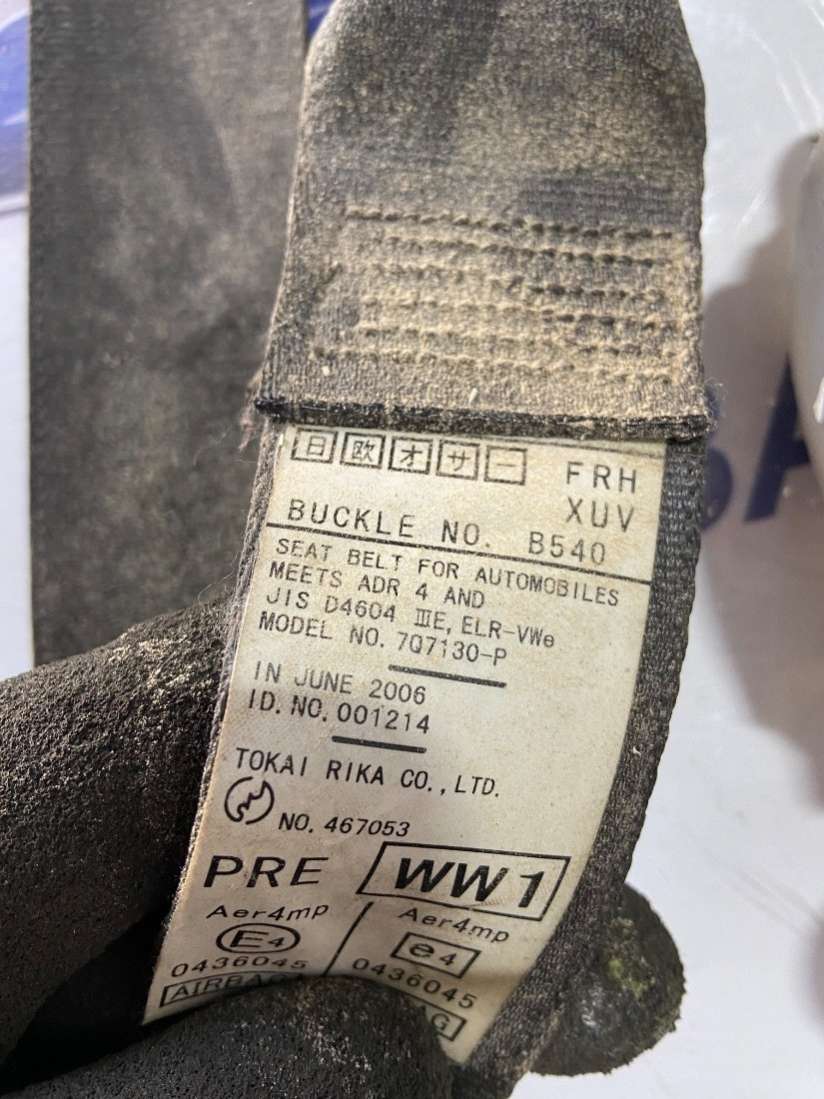 日欧オサー FRH
XUV
BUCKLE NO. B540
SEAT BELT FOR AUTOMOBILES
MEETS ADR 4 AND
JIS D4604 ⅢE, ELR-VWe
MODEL NO. 7Q7130-P
IN JUNE 2006
ID. NO. 001214
TOKAI RIKA CO., LTD.
NO. 467053
PRE WW1
Aer4mp Aer4mp
E4 e4
0436045 0436045